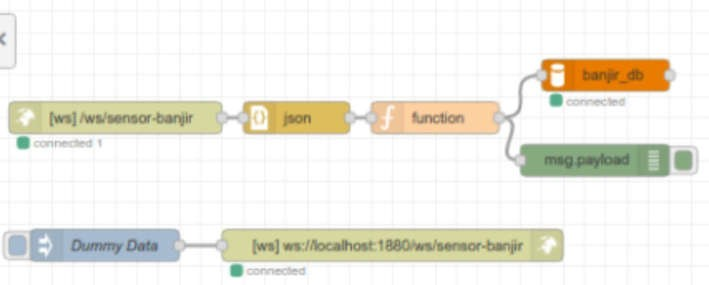 banjir_db
connected
[ws] /ws/sensor-banjir
json
function
connected 1
msg.payload
Dummy Data
[ws] ws://localhost:1880/ws/sensor-banjir
connected